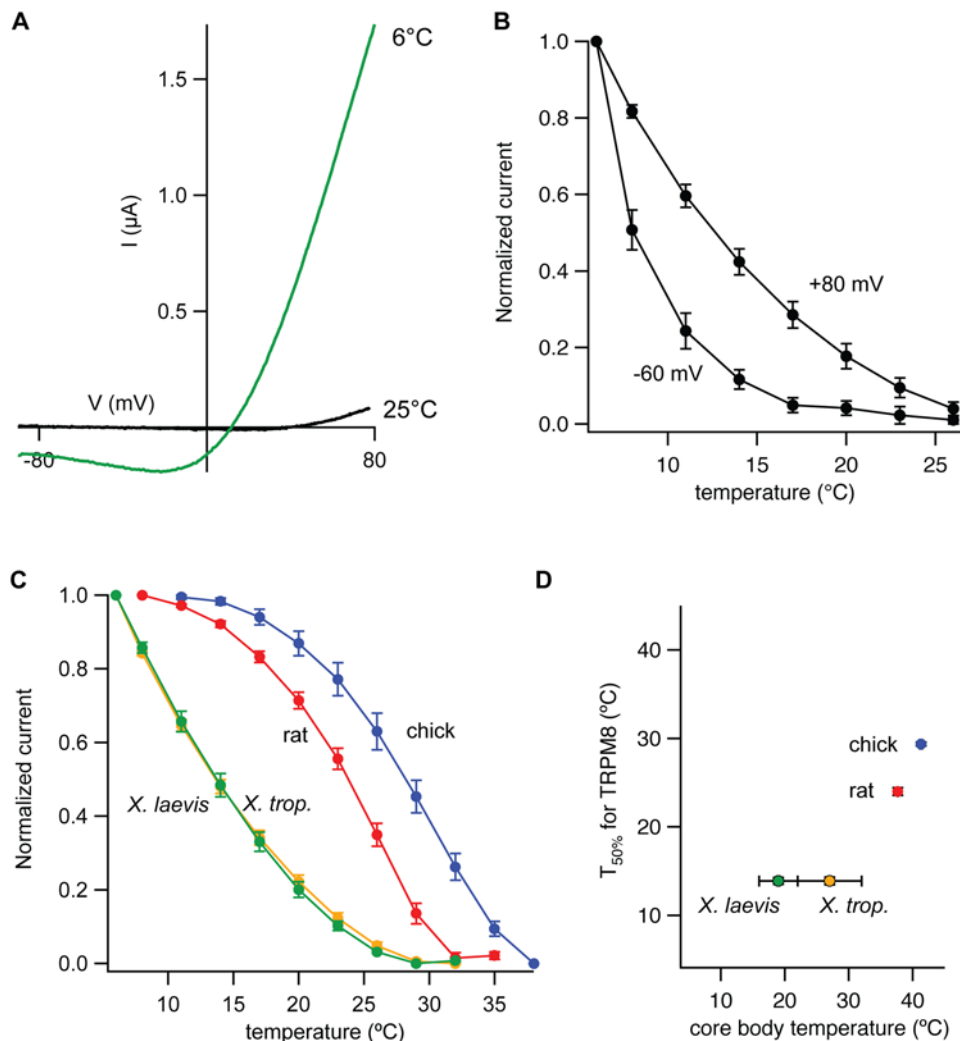 A
6°C
1.5
1.0
I (µA)
0.5
V (mV)
25°C
-80
80
B
1.0
0.8
0.6
0.4
0.2
0.0
Normalized current
+80 mV
-60 mV
10 15 20 25
temperature (°C)
C
1.0
0.8
0.6
0.4
0.2
0.0
Normalized current
rat
chick
X. laevis
X. trop.
10 15 20 25 30 35
temperature (ºC)
D
40
30
20
10
T50% for TRPM8 (ºC)
chick
rat
X. laevis
X. trop.
10 20 30 40
core body temperature (ºC)